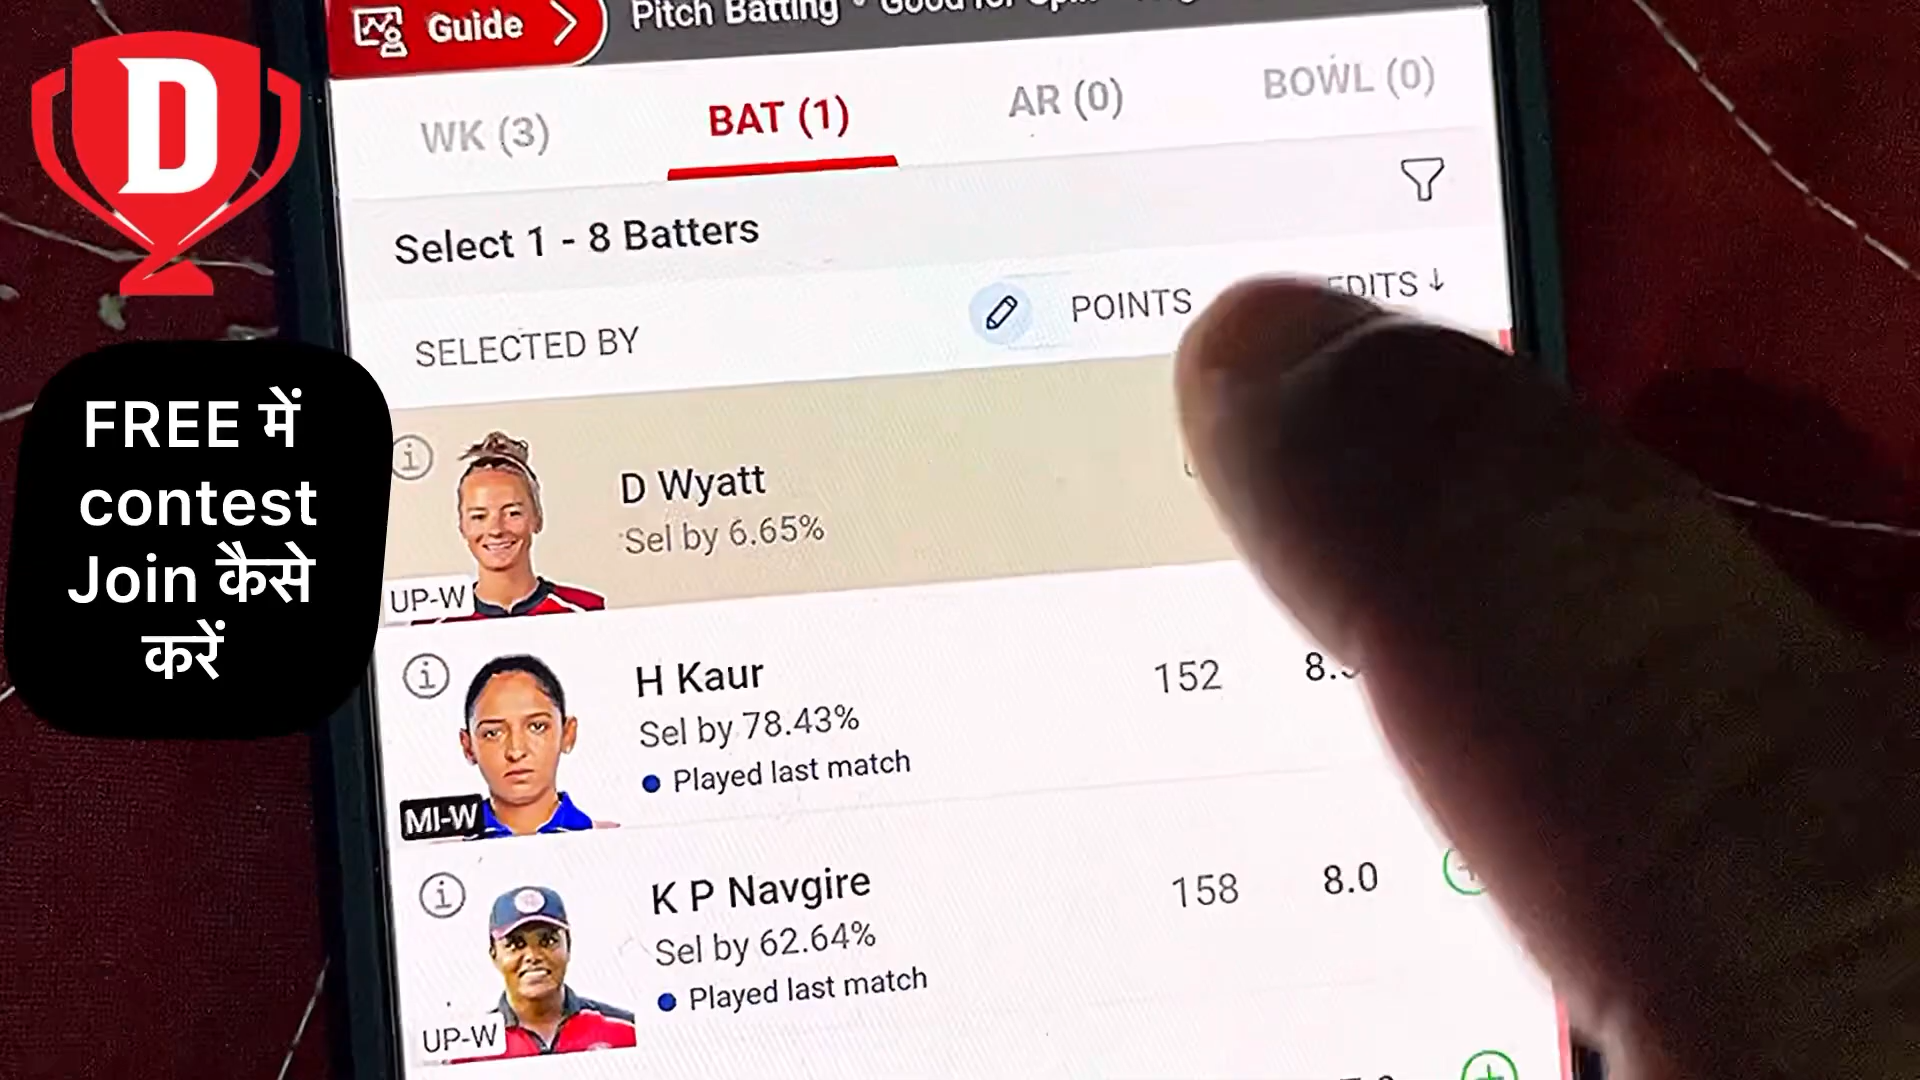 Guide
Pitch Batting
WK (3)
BAT (1)
AR (0)
BOWL (0)
Select 1 - 8 Batters
SELECTED BY
POINTS
EDITS ↓
D
FREE में
contest
Join कैसे
करें
D Wyatt
Sel by 6.65%
UP-W
H Kaur
Sel by 78.43%
Played last match
152
MI-W
K P Navgire
Sel by 62.64%
Played last match
158
8.0
UP-W